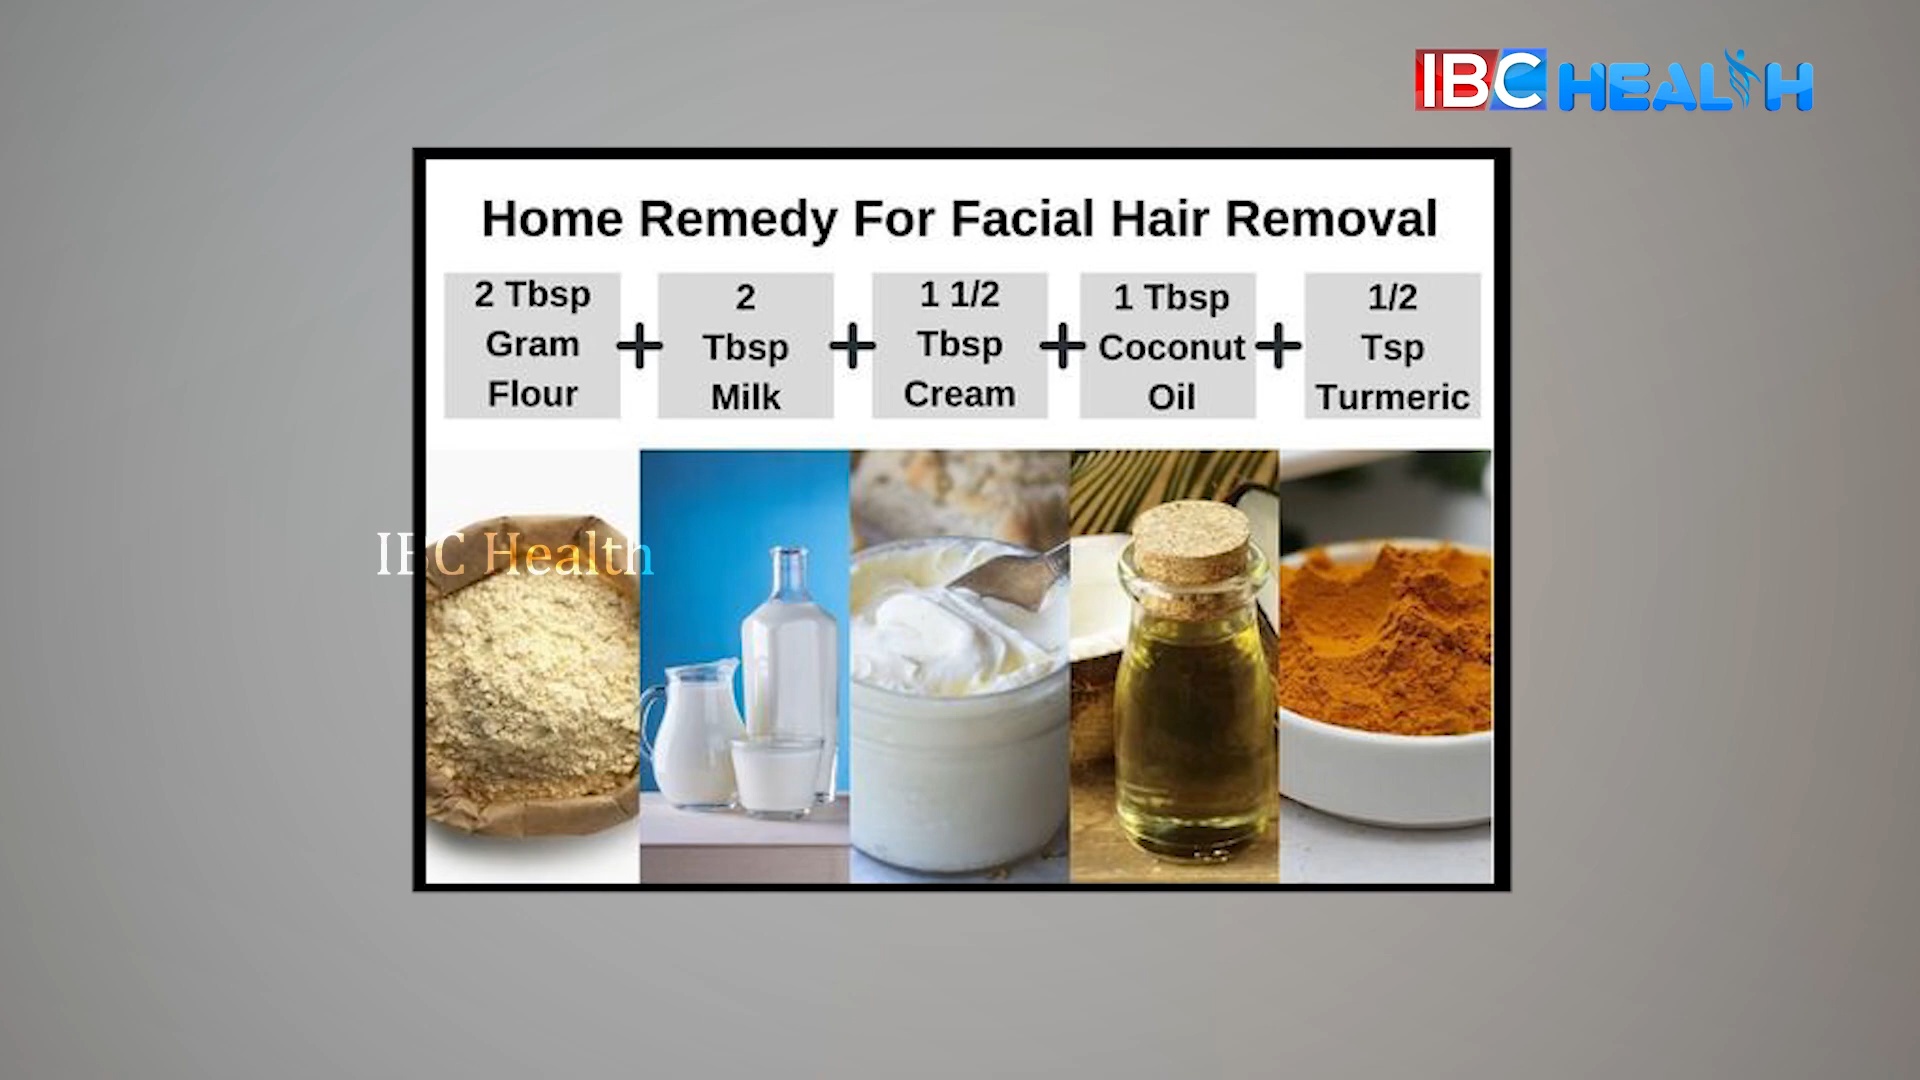 IBC HEALTH
Home Remedy For Facial Hair Removal
2 Tbsp
Gram
Flour
+
2
Tbsp
Milk
+
1 1/2
Tbsp
Cream
+
1 Tbsp
Coconut
Oil
+
1/2
Tsp
Turmeric
IBC Health